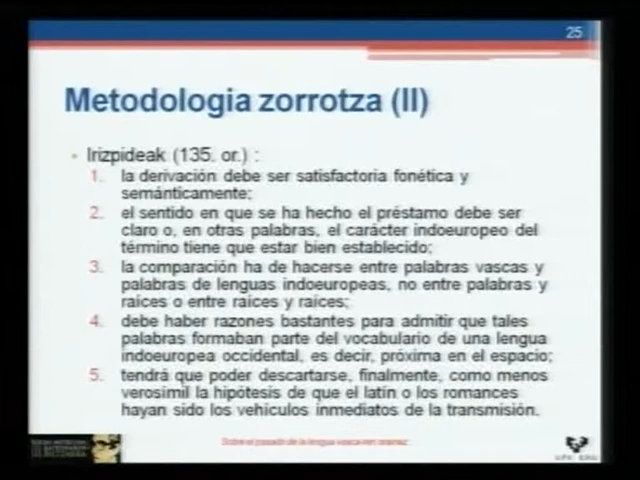 25
Metodologia zorrotza (II)
Irizpideak (135. or.) :
1. la derivación debe ser satisfactoria fonética y
semánticamente;
2. el sentido en que se ha hecho el préstamo debe ser
claro o, en otras palabras, el carácter indoeuropeo del
término tiene que estar bien establecido;
3. la comparación ha de hacerse entre palabras vascas y
palabras de lenguas indoeuropeas, no entre palabras y
raíces o entre raíces y raíces;
4. debe haber razones bastantes para admitir que tales
palabras formaban parte del vocabulario de una lengua
indoeuropea occidental, es decir, próxima en el espacio;
5. tendrá que poder descartarse, finalmente, como menos
verosímil la hipótesis de que el latín o los romances
hayan sido los vehículos inmediatos de la transmisión.
Sobre el pasado de la lengua vasca